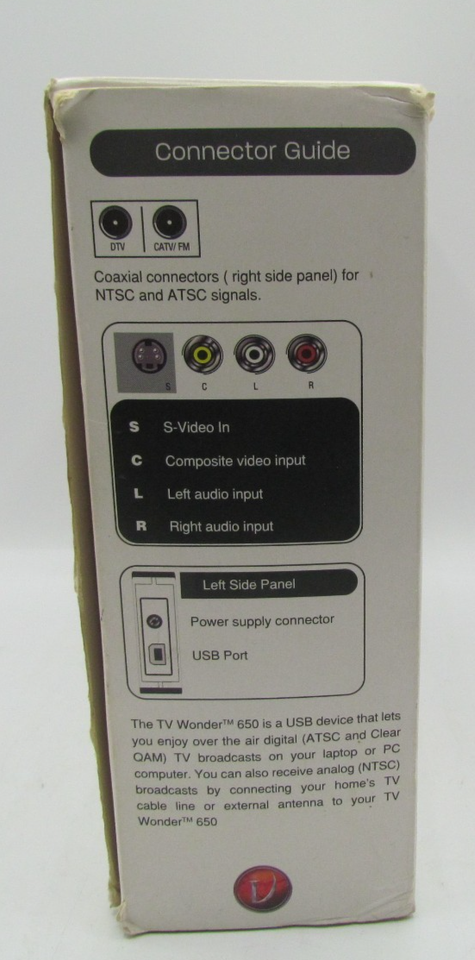 Connector Guide
DTV CATV/ FM
Coaxial connectors ( right side panel) for
NTSC and ATSC signals.
S C L R
S S-Video In
C Composite video input
L Left audio input
R Right audio input
Left Side Panel
Power supply connector
USB Port
The TV Wonder™ 650 is a USB device that lets
you enjoy over the air digital (ATSC and Clear
QAM) TV broadcasts on your laptop or PC
computer. You can also receive analog (NTSC)
broadcasts by connecting your home's TV
cable line or external antenna to your TV
Wonder™ 650